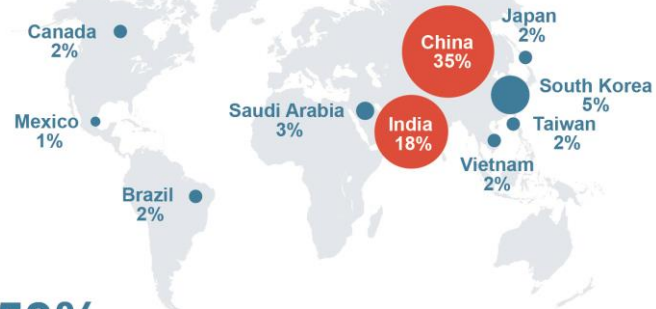 Canada
2%
Mexico
1%
Brazil
2%
Saudi Arabia
3%
China
35%
India
18%
Japan
2%
South Korea
5%
Taiwan
2%
Vietnam
2%